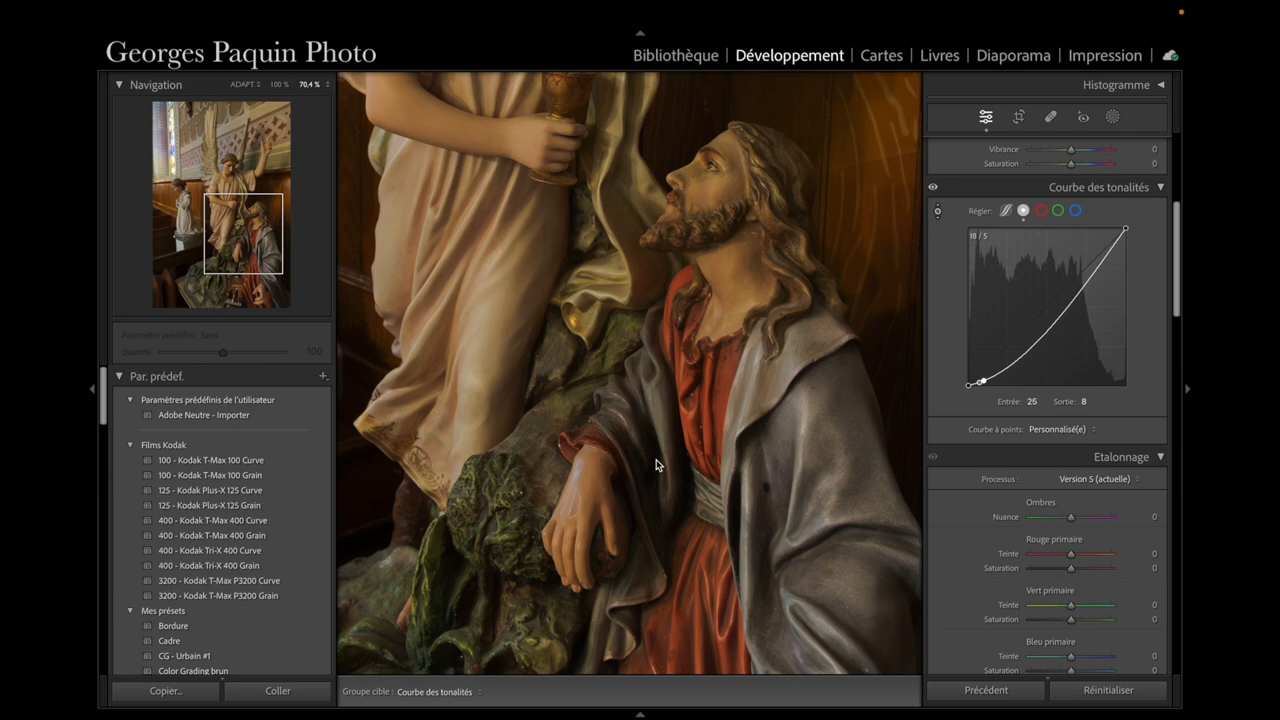 Georges Paquin Photo
Bibliothèque | Développement | Cartes | Livres | Diaporama | Impression |
Navigation ADAPT. 100 % 70,4 %
Paramètre prédéfini : Sans
Quantité 100
Par. prédéf. +
Paramètres prédéfinis de l'utilisateur
Adobe Neutre - Importer
Films Kodak
100 - Kodak T-Max 100 Curve
100 - Kodak T-Max 100 Grain
125 - Kodak Plus-X 125 Curve
125 - Kodak Plus-X 125 Grain
400 - Kodak T-Max 400 Curve
400 - Kodak T-Max 400 Grain
400 - Kodak Tri-X 400 Curve
400 - Kodak Tri-X 400 Grain
3200 - Kodak T-Max P3200 Curve
3200 - Kodak T-Max P3200 Grain
Mes présets
Bordure
Cadre
CG - Urbain #1
Color Grading brun
Copier... Coller
Groupe cible : Courbe des tonalités
Histogramme
Vibrance 0
Saturation 0
Courbe des tonalités
Régler:
18 / 5
Entrée: 25 Sortie: 8
Courbe à points: Personnalisé(e)
Etalonnage
Processus : Version 5 (actuelle)
Ombres
Nuance 0
Rouge primaire
Teinte 0
Saturation 0
Vert primaire
Teinte 0
Saturation 0
Bleu primaire
Teinte 0
Saturation 0
Précédent Réinitialiser